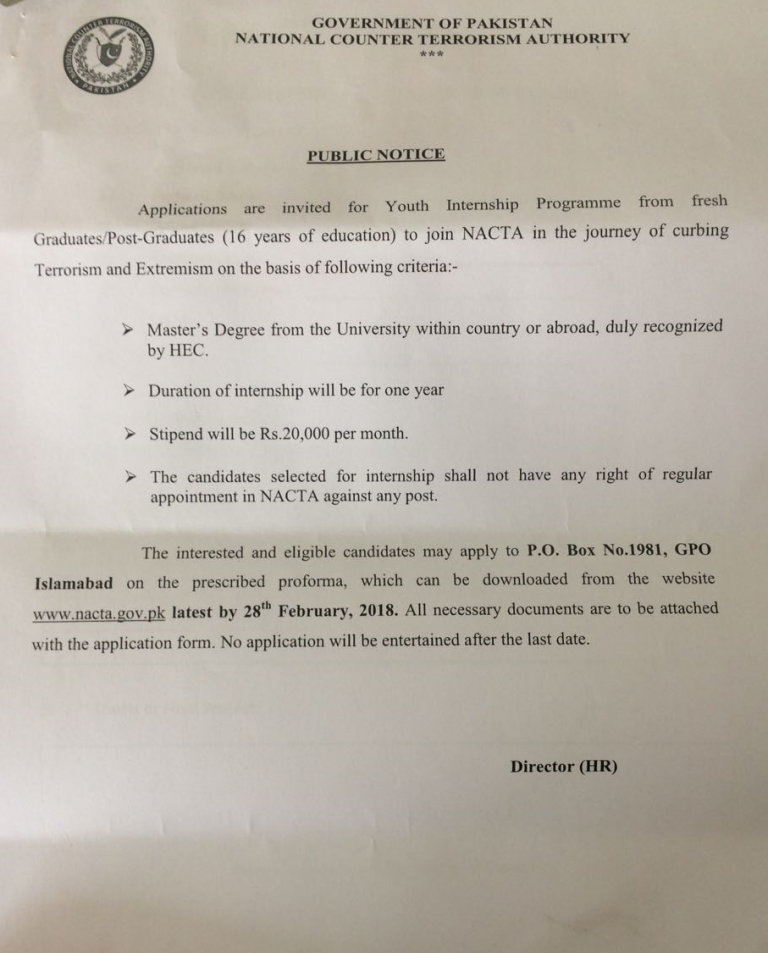 GOVERNMENT OF PAKISTAN
NATIONAL COUNTER TERRORISM AUTHORITY
***
NATIONAL COUNTER TERRORISM AUTHORITY
PAKISTAN
PUBLIC NOTICE
Applications are invited for Youth Internship Programme from fresh
Graduates/Post-Graduates (16 years of education) to join NACTA in the journey of curbing
Terrorism and Extremism on the basis of following criteria:-
➢ Master's Degree from the University within country or abroad, duly recognized
by HEC.
➢ Duration of internship will be for one year
➢ Stipend will be Rs.20,000 per month.
➢ The candidates selected for internship shall not have any right of regular
appointment in NACTA against any post.
The interested and eligible candidates may apply to P.O. Box No.1981, GPO
Islamabad on the prescribed proforma, which can be downloaded from the website
www.nacta.gov.pk latest by 28th February, 2018. All necessary documents are to be attached
with the application form. No application will be entertained after the last date.
Director (HR)